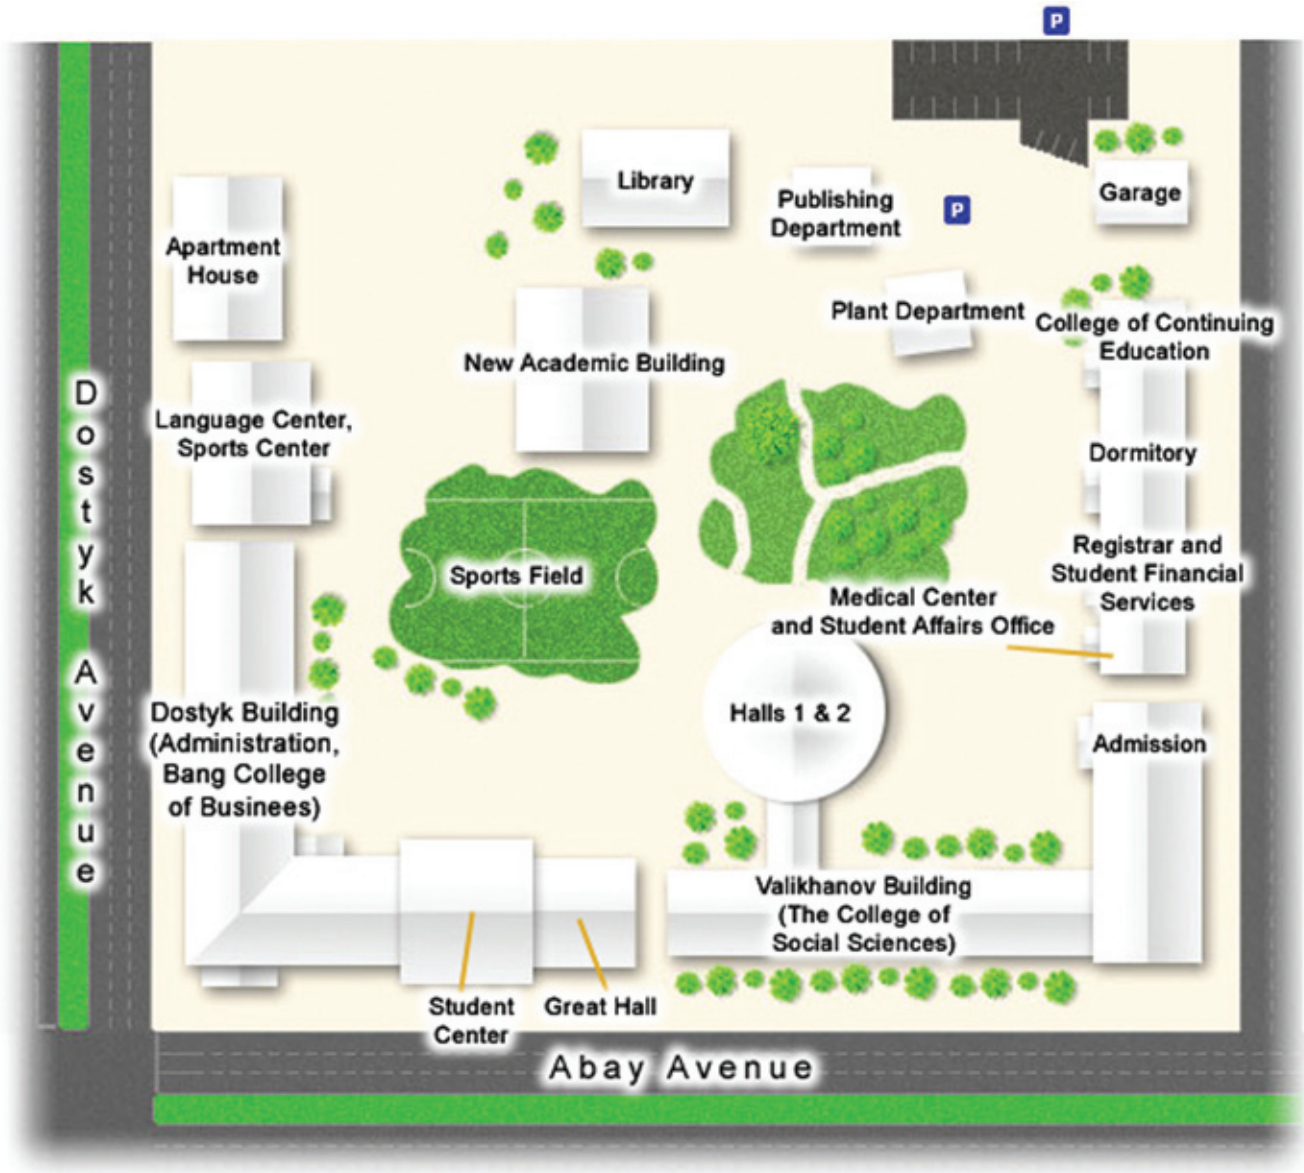 P
Library
Publishing
Department
P
Garage
Apartment
House
Plant Department
College of Continuing
Education
New Academic Building
Language Center,
Sports Center
Dormitory
Dostyk Avenue
Sports Field
Registrar and
Student Financial
Services
Medical Center
and Student Affairs Office
Halls 1 & 2
Dostyk Building
(Administration,
Bang College
of Businees)
Admission
Valikhanov Building
(The College of
Social Sciences)
Student
Center
Great Hall
Abay Avenue